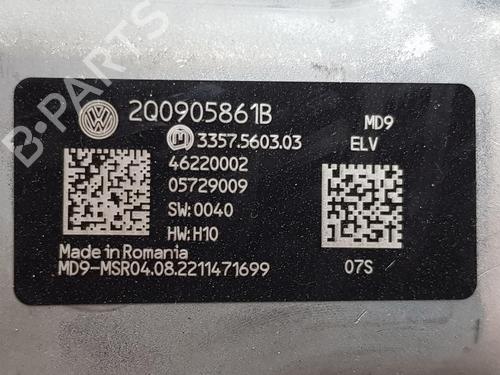 2Q0905861B
MD9
3357.5603.03
ELV
46220002
05729009
SW:0040
HW:H10
Made in Romania
MD9-MSR04.08.2211471699
07S